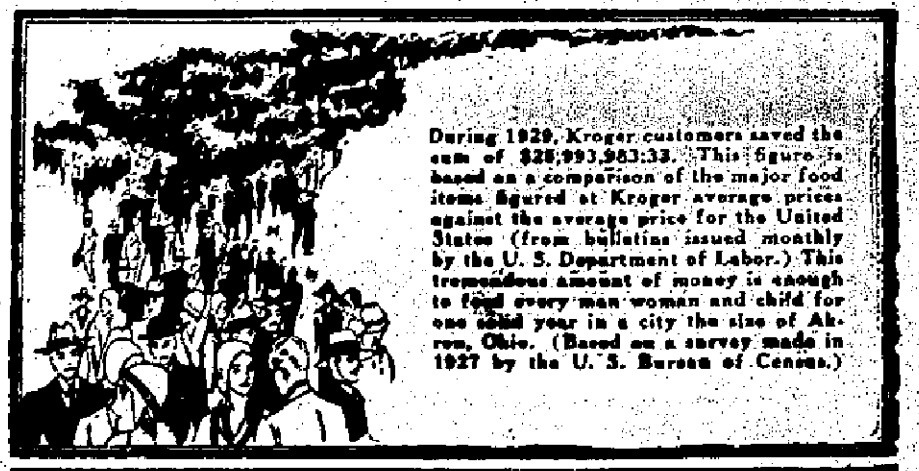 During 1929, Kroger customers saved the
sum of $28,993,983:33. This figure is
based on a comparison of the major food
items figured at Kroger average prices
against the average price for the United
States (from bulletins issued monthly
by the U. S. Department of Labor.) This
tremendous amount of money is enough
to feed every man woman and child for
one solid year in a city the size of Ak-
ron, Ohio. (Based on a survey made in
1927 by the U. S. Bureau of Census.)